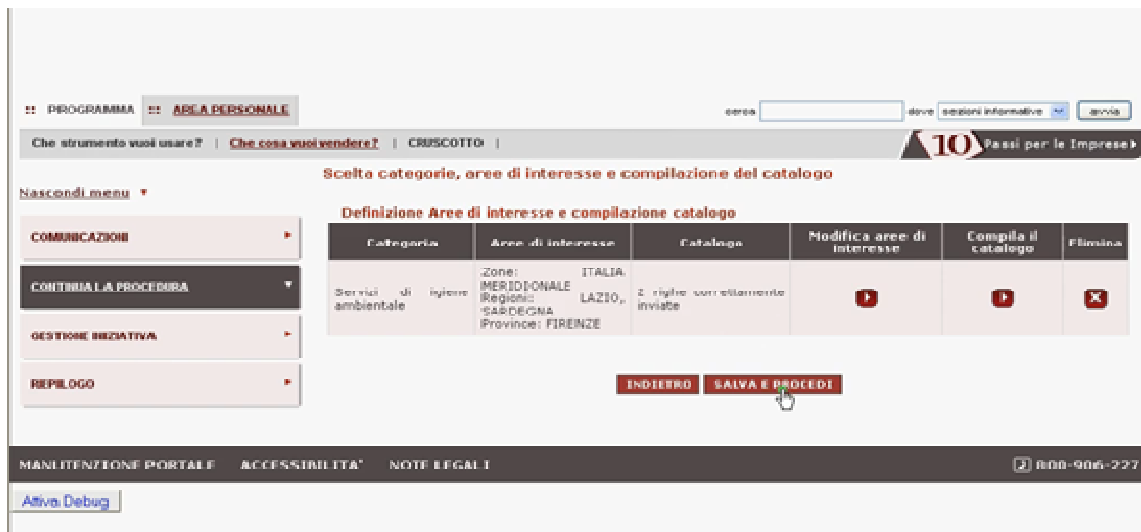 :: PROGRAMMA :: AREA PERSONALE
cerca dove sezioni informative avvia
Che strumento vuoi usare? | Che cosa vuoi vendere? | CRUSCOTTO |
10 Passi per le Imprese
Nascondi menu
Scelta categorie, aree di interesse e compilazione del catalogo
Definizione Aree di interesse e compilazione catalogo
COMUNICAZIONI
CONTINUA LA PROCEDURA
GESTIONE INIZIATIVA
RIEPILOGO
Categoria Aree di interesse Catalogo Modifica aree di interesse Compila il catalogo Elimina
Servizi di igiene ambientale
Zone: ITALIA MERIDIONALE
Regioni: LAZIO, SARDEGNA
Province: FIRENZE
2 righe correttamente inviate
INDIETRO SALVA E PROCEDI
MANUTENZIONE PORTALE ACCESSIBILITA' NOTE LEGALI
800-906-227
Attiva Debug